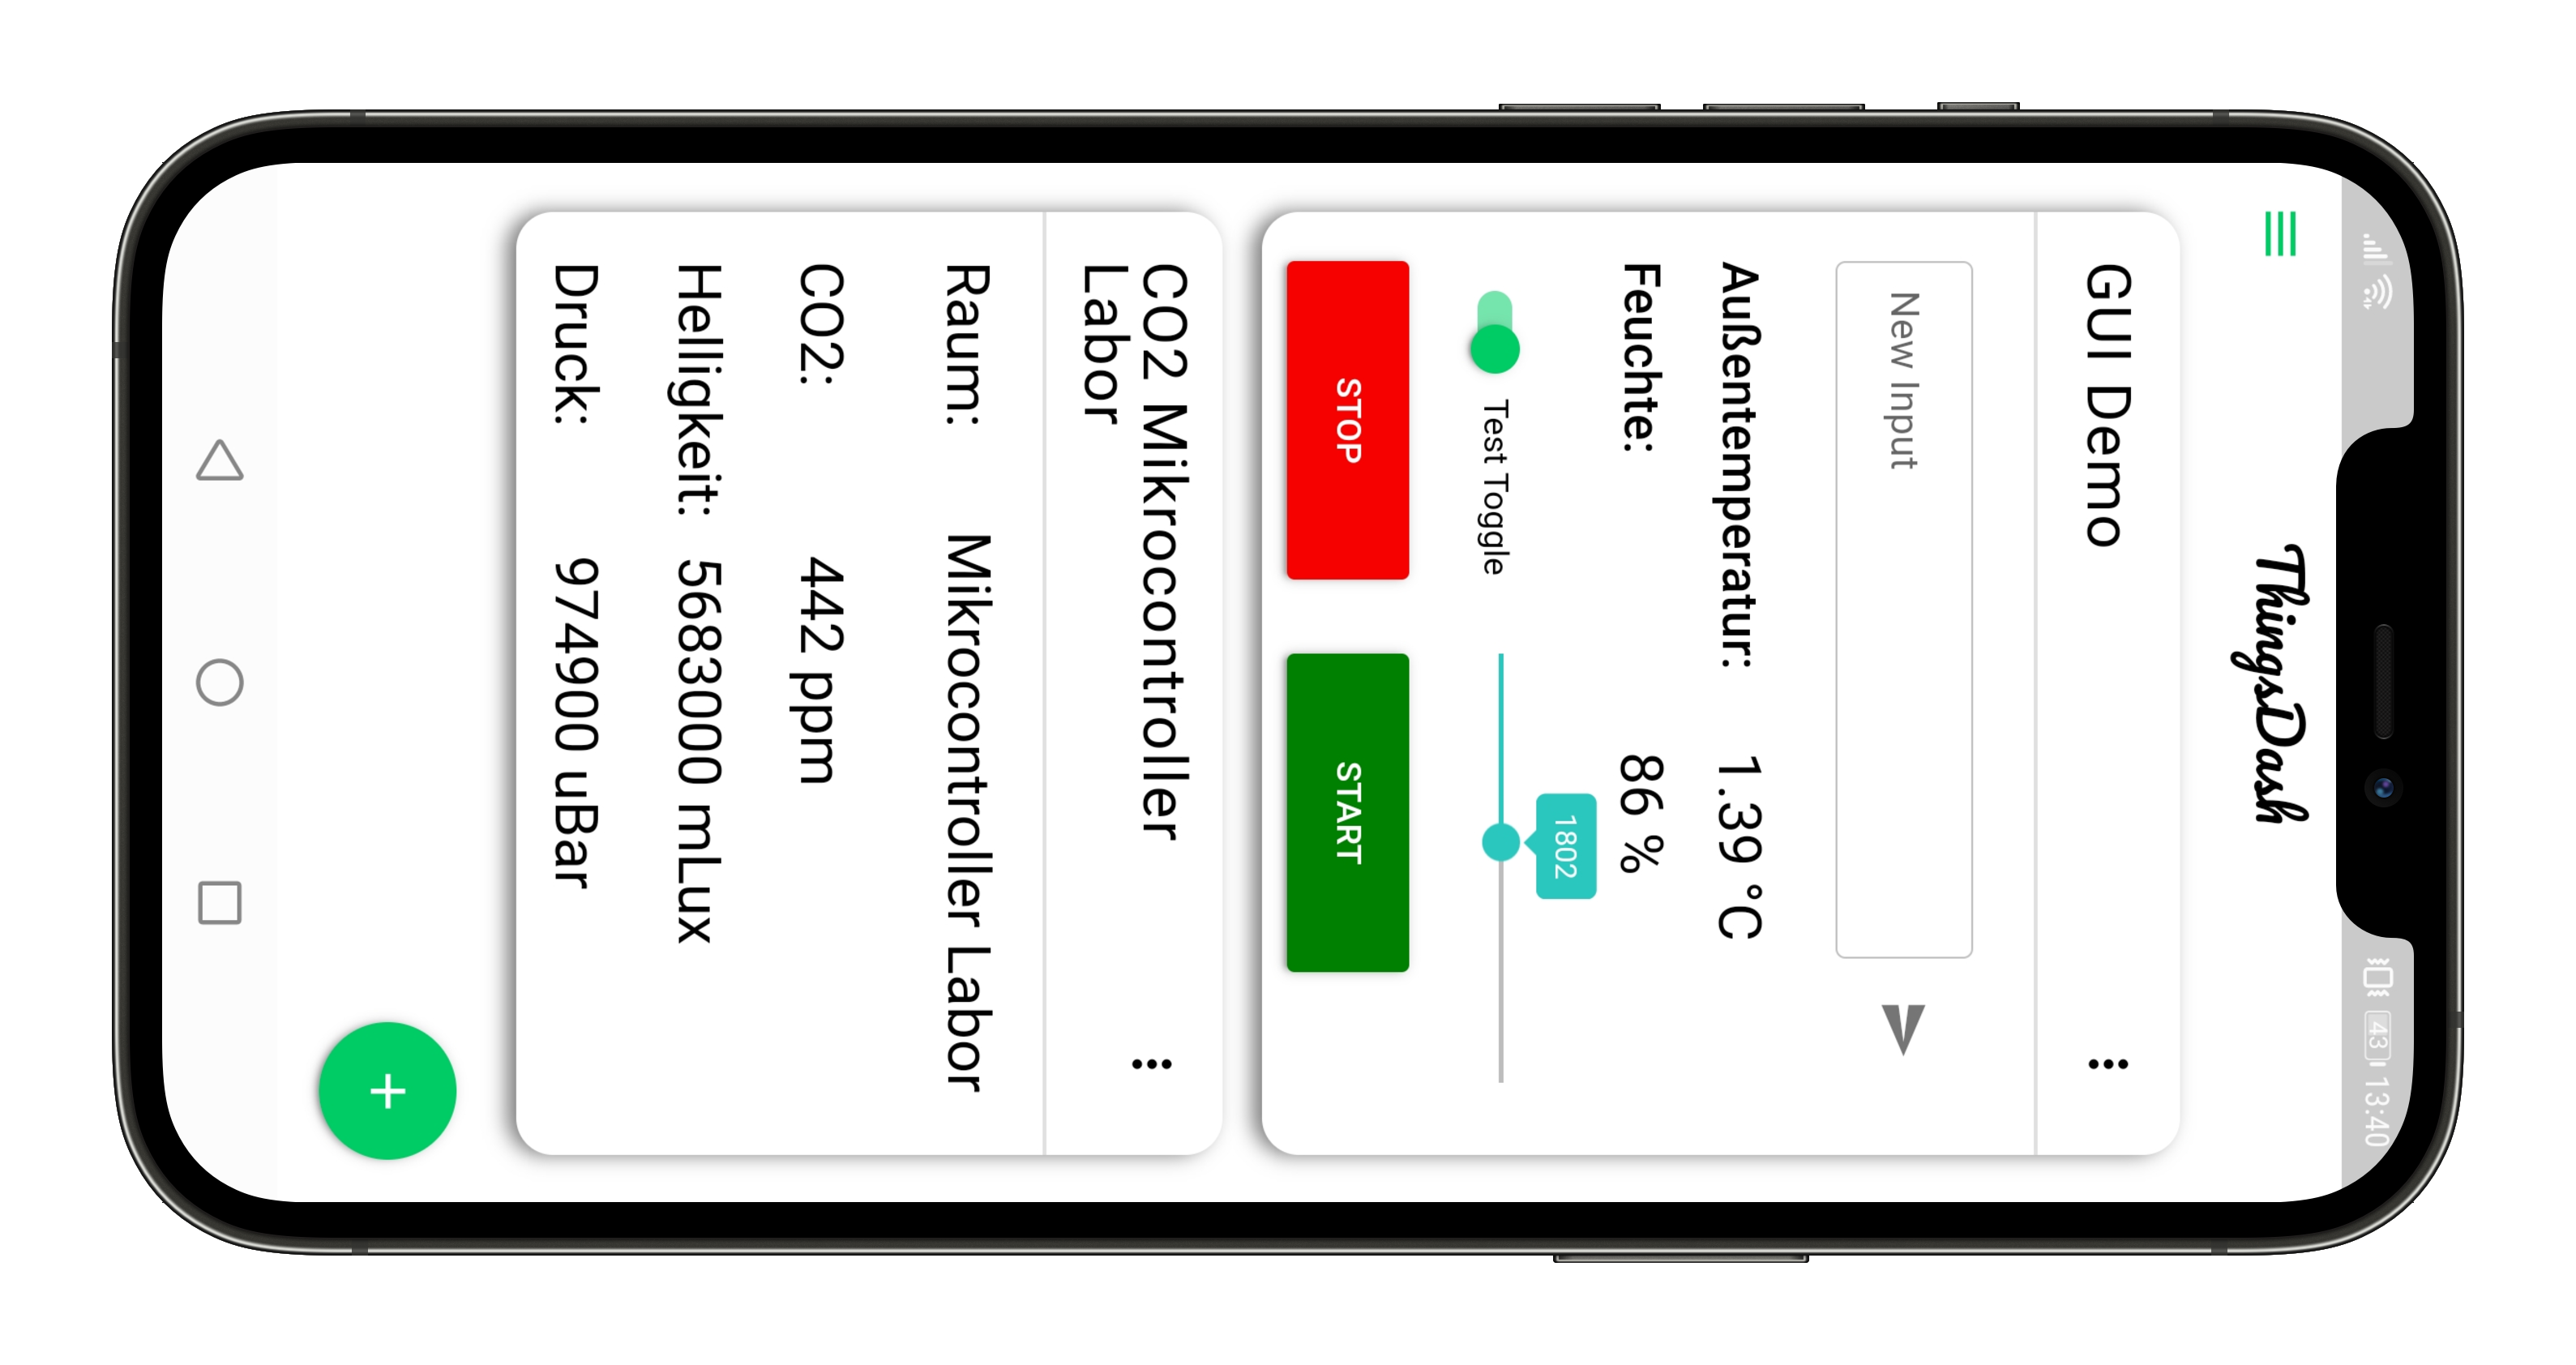 43 13:40
ThingsDash
GUI Demo
New Input
Außentemperatur: 1.39 °C
Feuchte: 86 %
1802
Test Toggle
STOP START
CO2 Mikrocontroller
Labor
Raum: Mikrocontroller Labor
CO2: 442 ppm
Helligkeit: 5683000 mLux
Druck: 974900 uBar